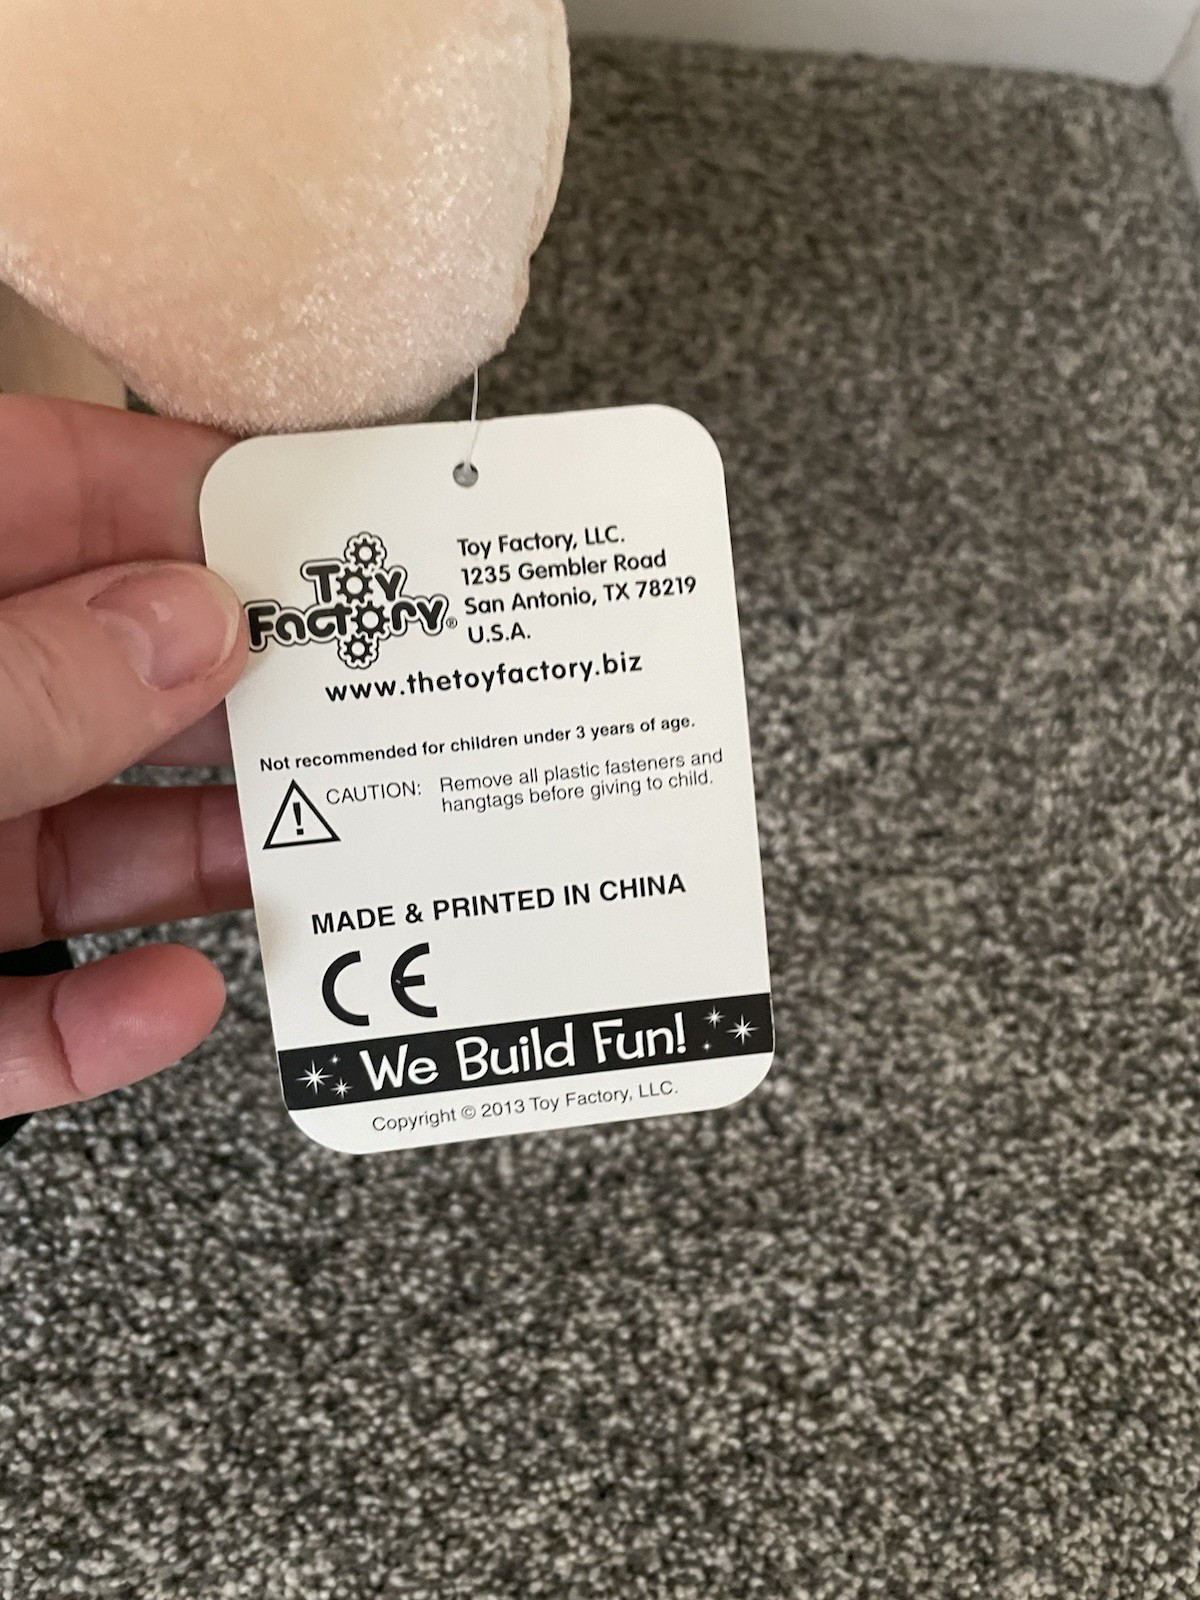 Toy
Factory®
Toy Factory, LLC.
1235 Gembler Road
San Antonio, TX 78219
U.S.A.
www.thetoyfactory.biz
Not recommended for children under 3 years of age.
! CAUTION: Remove all plastic fasteners and
hangtags before giving to child.
MADE & PRINTED IN CHINA
CE
We Build Fun!
Copyright © 2013 Toy Factory, LLC.